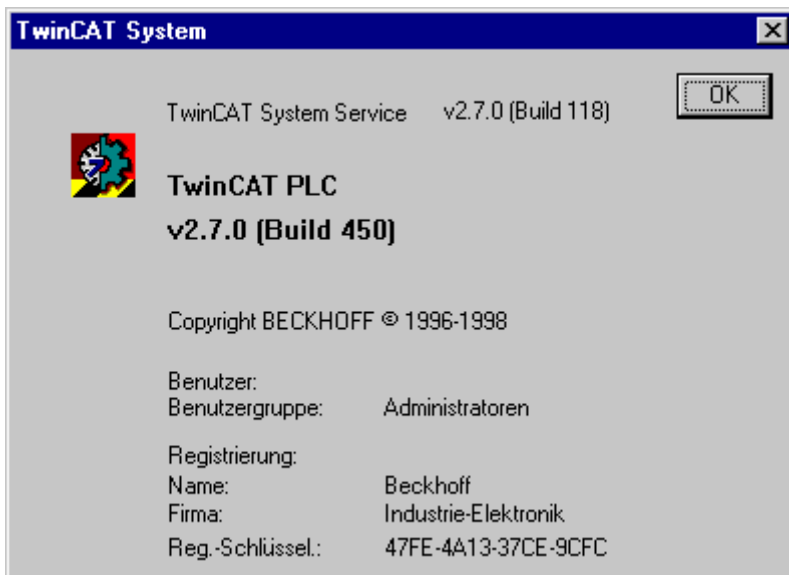 TwinCAT System
OK
TwinCAT System Service v2.7.0 (Build 118)
TwinCAT PLC
v2.7.0 (Build 450)
Copyright BECKHOFF © 1996-1998
Benutzer:
Benutzergruppe: Administratoren
Registrierung:
Name: Beckhoff
Firma: Industrie-Elektronik
Reg.-Schlüssel.: 47FE-4A13-37CE-9CFC